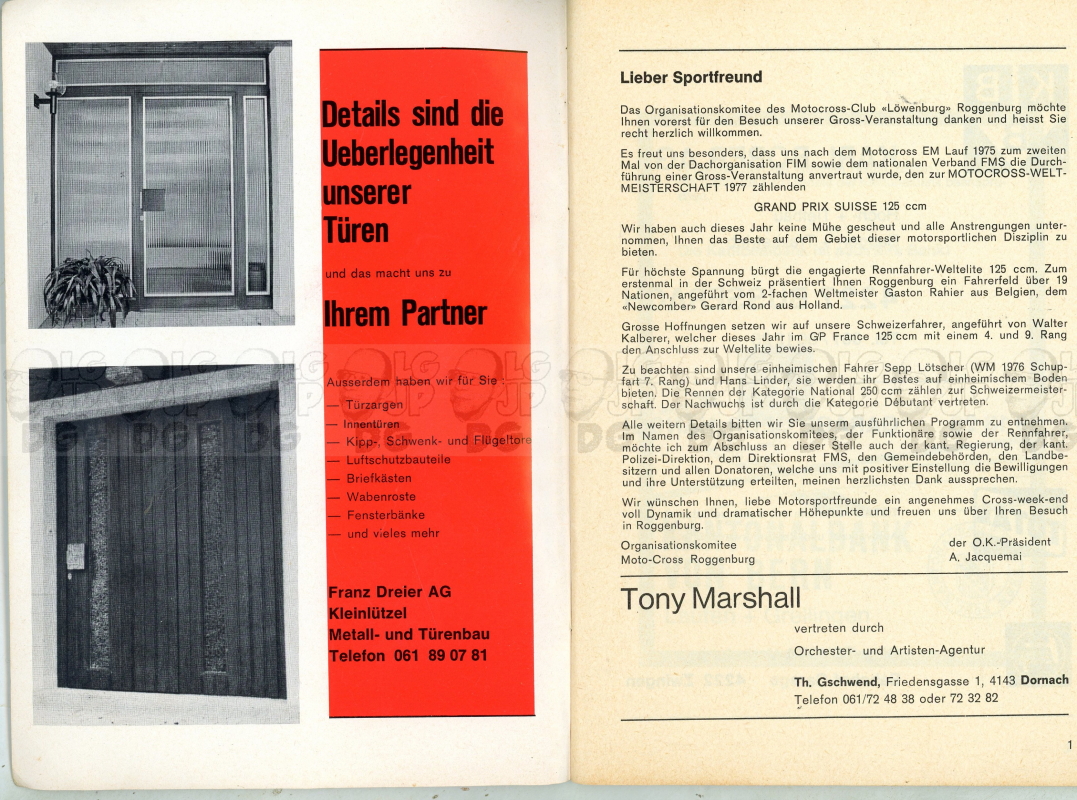 Details sind die
Ueberlegenheit
unserer
Türen
und das macht uns zu
Ihrem Partner
Ausserdem haben wir für Sie :
— Türzargen
— Innentüren
— Kipp-, Schwenk- und Flügeltore
— Luftschutzbauteile
— Briefkästen
— Wabenroste
— Fensterbänke
— und vieles mehr
Franz Dreier AG
Kleinlützel
Metall- und Türenbau
Telefon 061 89 07 81
Lieber Sportfreund
Das Organisationskomitee des Motocross-Club «Löwenburg» Roggenburg möchte
Ihnen vorerst für den Besuch unserer Gross-Veranstaltung danken und heisst Sie
recht herzlich willkommen.
Es freut uns besonders, dass uns nach dem Motocross EM Lauf 1975 zum zweiten
Mal von der Dachorganisation FIM sowie dem nationalen Verband FMS die Durch-
führung einer Gross-Veranstaltung anvertraut wurde, den zur MOTOCROSS-WELT-
MEISTERSCHAFT 1977 zählenden
GRAND PRIX SUISSE 125 ccm
Wir haben auch dieses Jahr keine Mühe gescheut und alle Anstrengungen unter-
nommen, Ihnen das Beste auf dem Gebiet dieser motorsportlichen Disziplin zu
bieten.
Für höchste Spannung bürgt die engagierte Rennfahrer-Weltelite 125 ccm. Zum
erstenmal in der Schweiz präsentiert Ihnen Roggenburg ein Fahrerfeld über 19
Nationen, angeführt vom 2-fachen Weltmeister Gaston Rahier aus Belgien, dem
«Newcomber» Gerard Rond aus Holland.
Grosse Hoffnungen setzen wir auf unsere Schweizerfahrer, angeführt von Walter
Kalberer, welcher dieses Jahr im GP France 125 ccm mit einem 4. und 9. Rang
den Anschluss zur Weltelite bewies.
Zu beachten sind unsere einheimischen Fahrer Sepp Lötscher (WM 1976 Schup-
fart 7. Rang) und Hans Linder, sie werden ihr Bestes auf einheimischem Boden
bieten. Die Rennen der Kategorie National 250 ccm zählen zur Schweizermeister-
schaft. Der Nachwuchs ist durch die Kategorie Débutant vertreten.
Alle weitern Details bitten wir Sie unserem ausführlichen Programm zu entnehmen.
Im Namen des Organisationskomitees, der Funktionäre sowie der Rennfahrer,
möchte ich zum Abschluss an dieser Stelle auch der kant. Regierung, der kant.
Polizei-Direktion, dem Direktionsrat FMS, den Gemeindebehörden, den Landbe-
sitzern und allen Donatoren, welche uns mit positiver Einstellung die Bewilligungen
und ihre Unterstützung erteilten, meinen herzlichsten Dank aussprechen.
Wir wünschen Ihnen, liebe Motorsportfreunde ein angenehmes Cross-week-end
voll Dynamik und dramatischer Höhepunkte und freuen uns über Ihren Besuch
in Roggenburg.
Organisationskomitee der O.K.-Präsident
Moto-Cross Roggenburg A. Jacquemai
Tony Marshall
vertreten durch
Orchester- und Artisten-Agentur
Th. Gschwend, Friedensgasse 1, 4143 Dornach
Telefon 061/72 48 38 oder 72 32 82
1